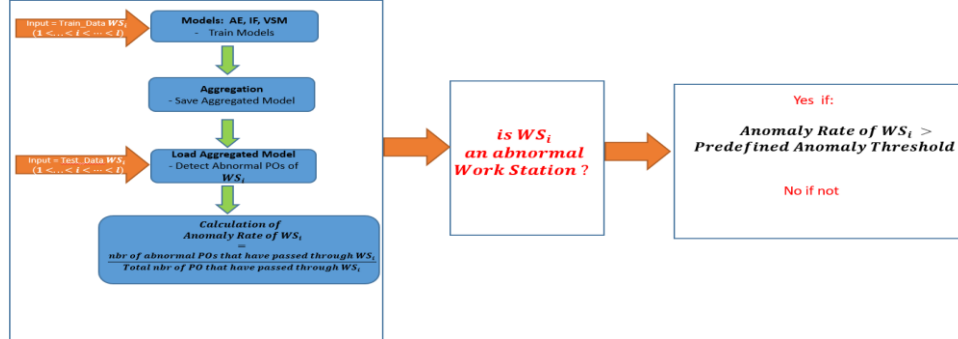 Input = Train_Data WSᵢ
(1 <...< i < ⋯ < I)
Models: AE, IF, VSM
- Train Models
Aggregation
- Save Aggregated Model
Input = Test_Data WSᵢ
(1 <...< i < ⋯ < I)
Load Aggregated Model
- Detect Abnormal POs of
WSᵢ
Calculation of
Anomaly Rate of WSᵢ
=
nbr of abnormal POs that have passed through WSᵢ
Total nbr of PO that have passed through WSᵢ
is WSᵢ
an abnormal
Work Station ?
Yes if:
Anomaly Rate of WSᵢ >
Predefined Anomaly Threshold
No if not